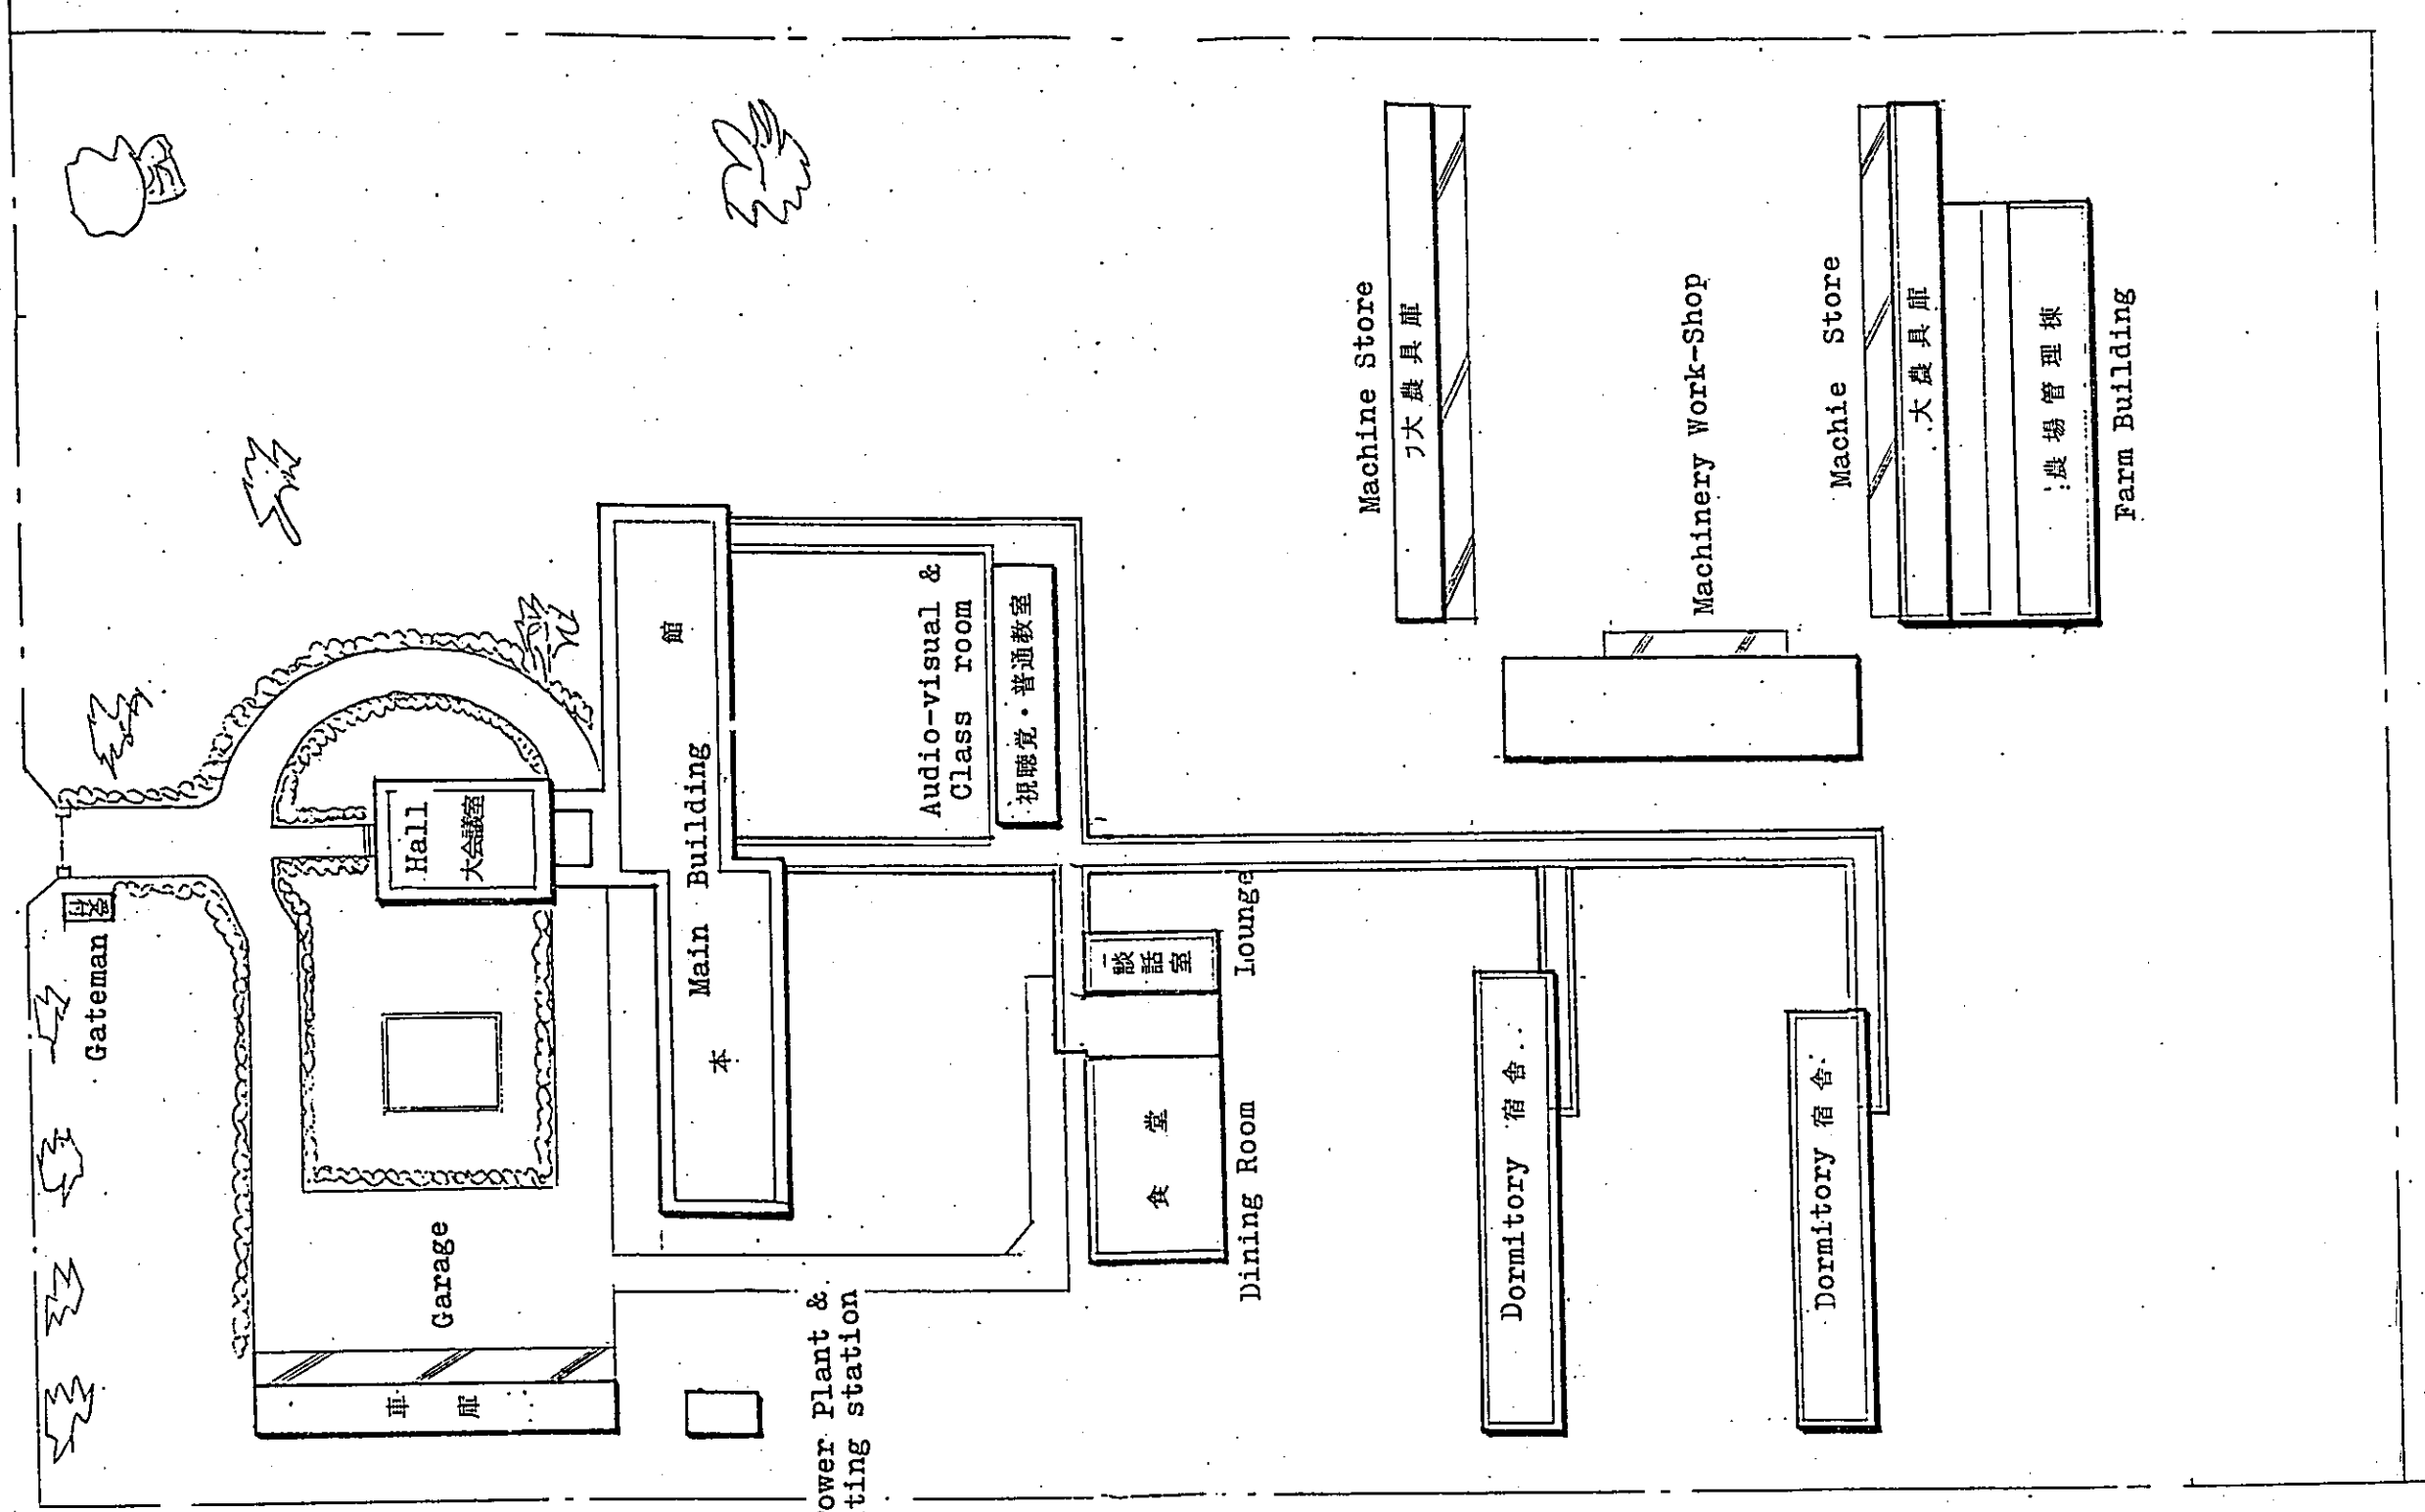 Gateman
受付
Hall
大会議室
Garage
車庫
Main Building
本館
ower Plant &
ting station
Audio-visual &
Class room
視聴覚・普通教室
談話室
Lounge
食堂
Dining Room
Dormitory 宿舎
Dormitory 宿舎
Machine Store
大農具庫
Machinery Work-Shop
Machie Store
大農具庫
農場管理棟
Farm Building